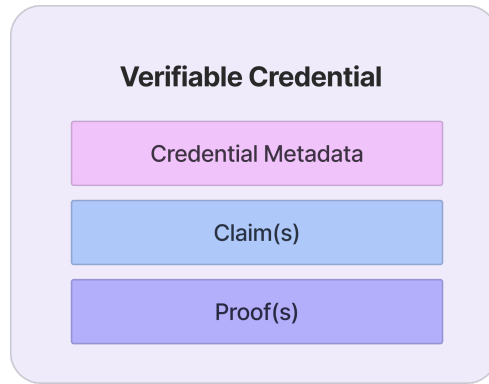 Verifiable Credential
Credential Metadata
Claim(s)
Proof(s)